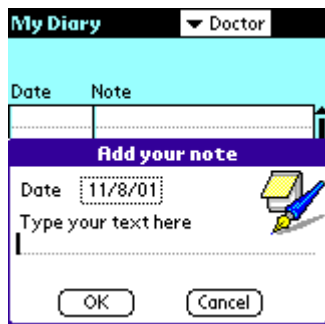 My Diary Doctor
Date Note
Add your note
Date 11/8/01
Type your text here
OK Cancel